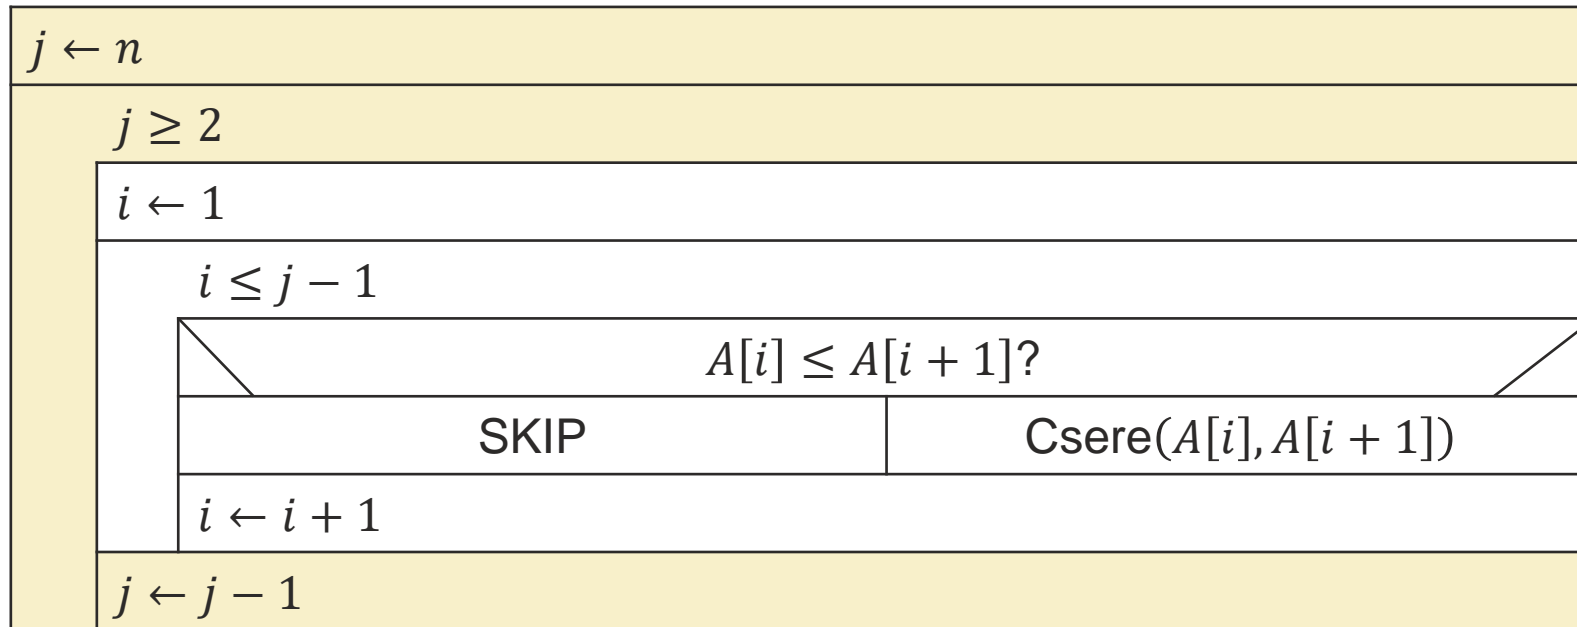 j ← n
j ≥ 2
i ← 1
i ≤ j − 1
A[i] ≤ A[i + 1]?
SKIP
Csere(A[i], A[i + 1])
i ← i + 1
j ← j − 1